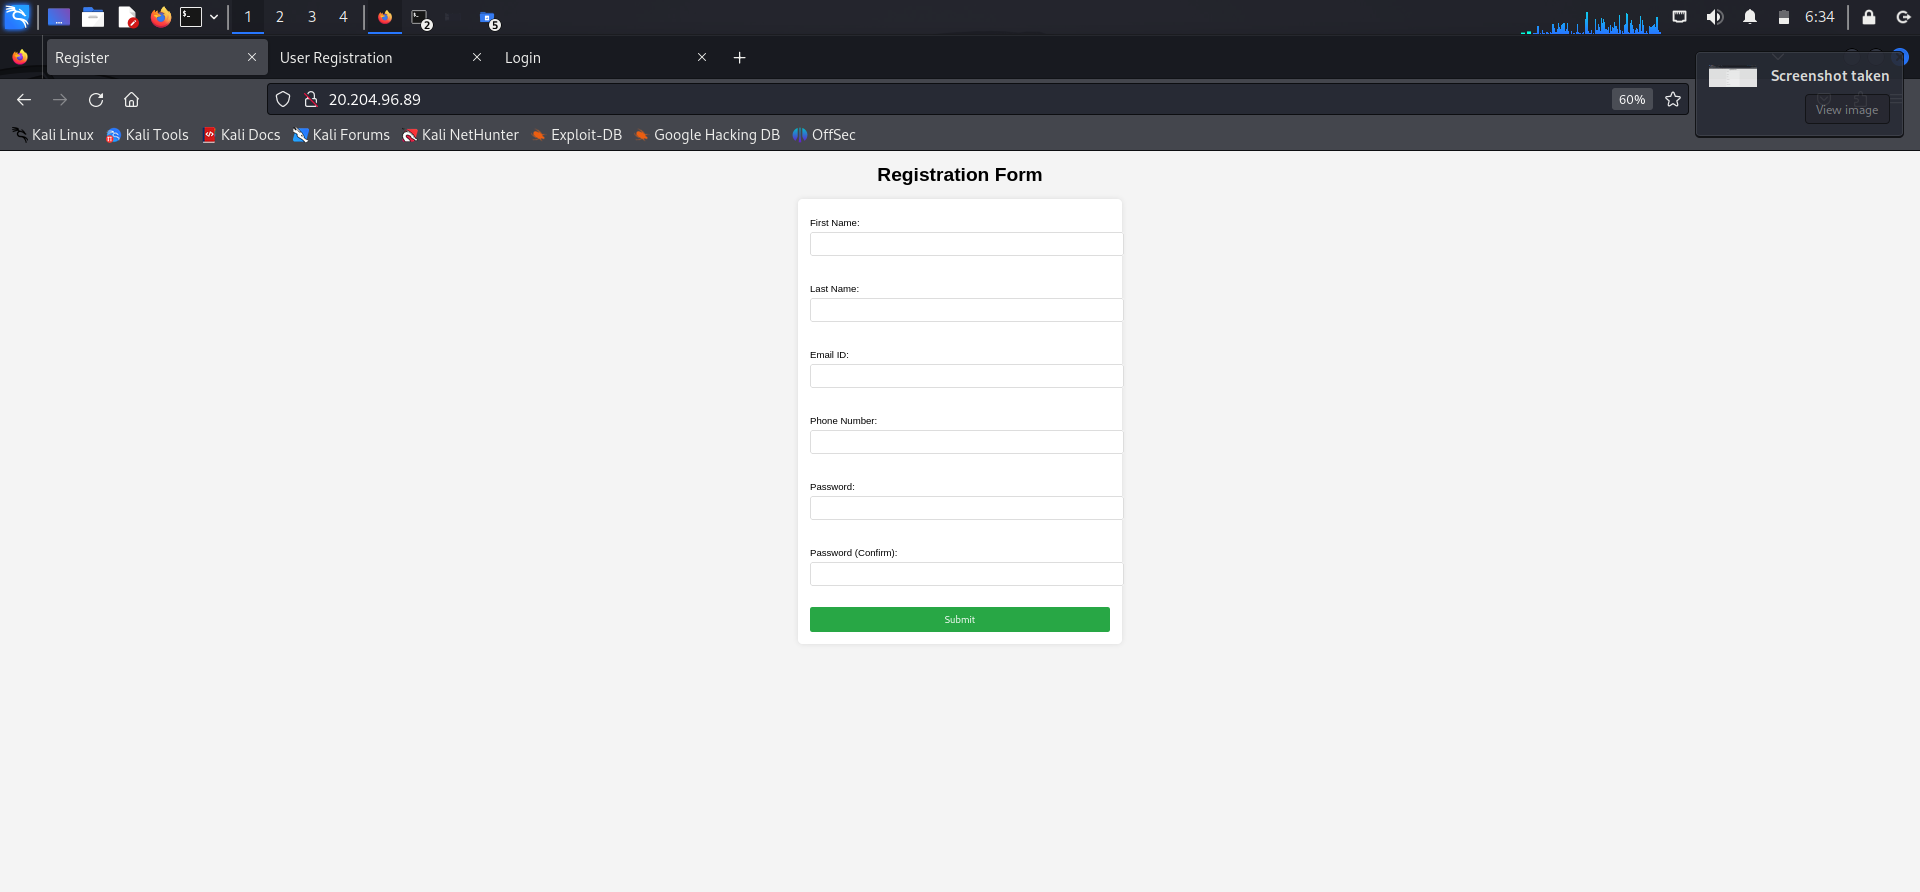 1 2 3 4 2 5 6:34
Register User Registration Login
Screenshot taken
View image
20.204.96.89 60%
Kali Linux Kali Tools Kali Docs Kali Forums Kali NetHunter Exploit-DB Google Hacking DB OffSec
Registration Form
First Name:
Last Name:
Email ID:
Phone Number:
Password:
Password (Confirm):
Submit